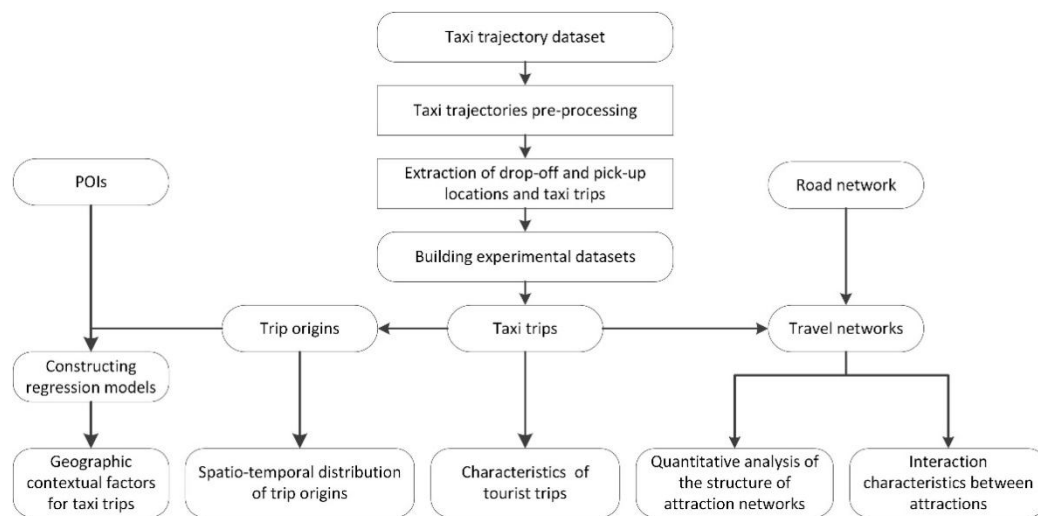 Taxi trajectory dataset
Taxi trajectories pre-processing
Extraction of drop-off and pick-up
locations and taxi trips
POIs
Road network
Building experimental datasets
Trip origins
Taxi trips
Travel networks
Constructing
regression models
Geographic
contextual factors
for taxi trips
Spatio-temporal distribution
of trip origins
Characteristics of
tourist trips
Quantitative analysis of
the structure of
attraction networks
Interaction
characteristics between
attractions